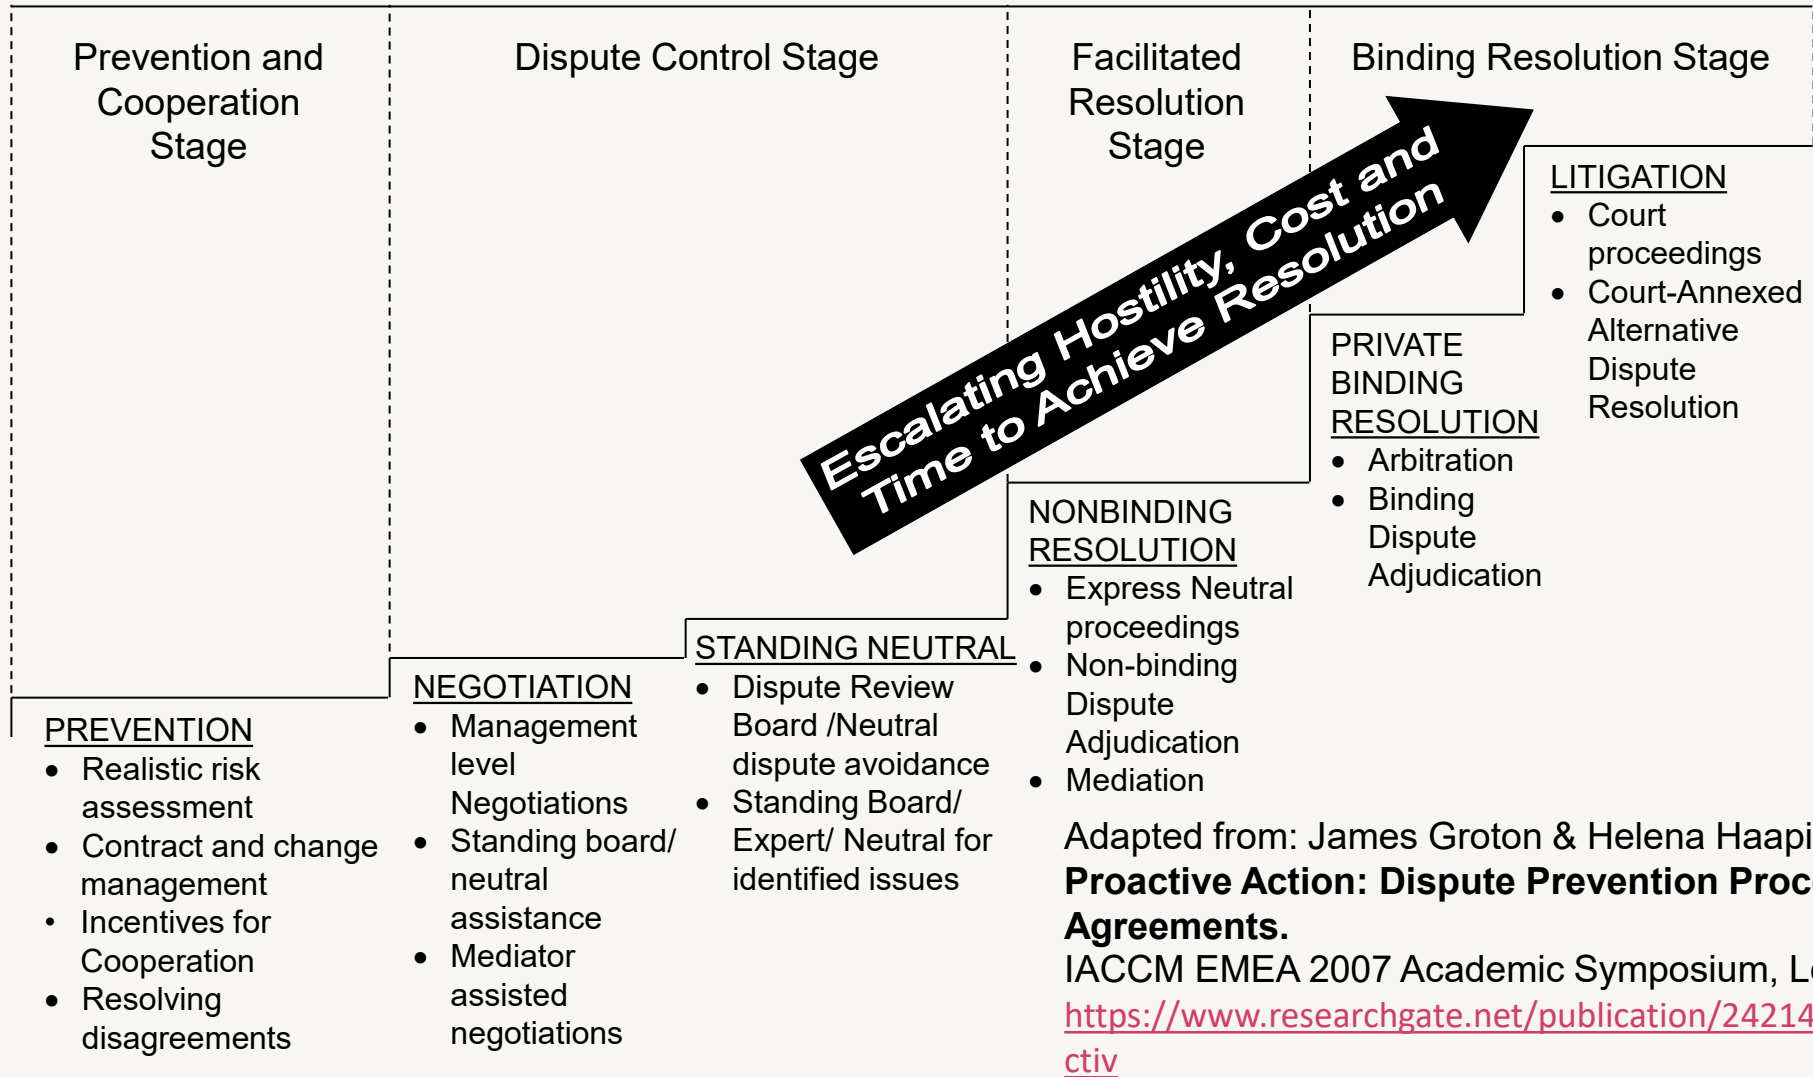 Prevention and
Cooperation
Stage
Dispute Control Stage
Facilitated
Resolution
Stage
Binding Resolution Stage
Escalating Hostility, Cost and
Time to Achieve Resolution
PREVENTION
• Realistic risk
assessment
• Contract and change
management
• Incentives for
Cooperation
• Resolving
disagreements
NEGOTIATION
• Management
level
Negotiations
• Standing board/
neutral
assistance
• Mediator
assisted
negotiations
STANDING NEUTRAL
• Dispute Review
Board /Neutral
dispute avoidance
• Standing Board/
Expert/ Neutral for
identified issues
NONBINDING
RESOLUTION
• Express Neutral
proceedings
• Non-binding
Dispute
Adjudication
• Mediation
PRIVATE
BINDING
RESOLUTION
• Arbitration
• Binding
Dispute
Adjudication
LITIGATION
• Court
proceedings
• Court-Annexed
Alternative
Dispute
Resolution
Adapted from: James Groton & Helena Haapi
Proactive Action: Dispute Prevention Proc
Agreements.
IACCM EMEA 2007 Academic Symposium, L
https://www.researchgate.net/publication/24214
ctiv